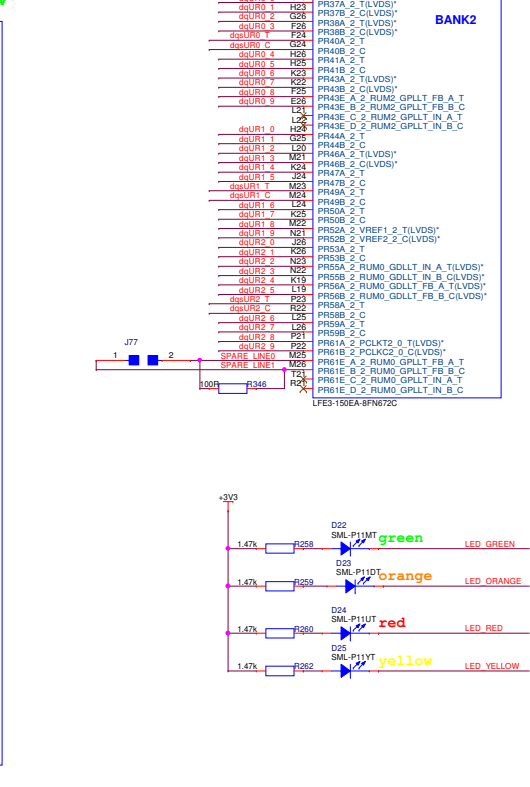 PR37A_2_T(LVDS)*
dqUR0_1 H23 PR37B_2_C(LVDS)*
dqUR0_2 G26 PR38A_2_T(LVDS)*
dqUR0_3 F26 PR38B_2_C(LVDS)*
dqsUR0_T F24 PR40A_2_T
dqsUR0_C G24 PR40B_2_C
dqUR0_4 H26 PR41A_2_T
dqUR0_5 H25 PR41B_2_C
dqUR0_6 K23 PR43A_2_T(LVDS)*
dqUR0_7 K22 PR43B_2_C(LVDS)*
dqUR0_8 F25 PR43E_A_2_RUM2_GPLLT_FB_A_T
dqUR0_9 E26 PR43E_B_2_RUM2_GPLLT_FB_B_C
L21 PR43E_C_2_RUM2_GPLLT_IN_A_T
L22 PR43E_D_2_RUM2_GPLLT_IN_B_C
dqUR1_0 H24 PR44A_2_T
dqUR1_1 G25 PR44B_2_C
dqUR1_2 L20 PR46A_2_T(LVDS)*
dqUR1_3 M21 PR46B_2_C(LVDS)*
dqUR1_4 K24 PR47A_2_T
dqUR1_5 J24 PR47B_2_C
dqsUR1_T M23 PR49A_2_T
dqsUR1_C M24 PR49B_2_C
dqUR1_6 L24 PR50A_2_T
dqUR1_7 K25 PR50B_2_C
dqUR1_8 M22 PR52A_2_VREF1_2_T(LVDS)*
dqUR1_9 N21 PR52B_2_VREF2_2_C(LVDS)*
dqUR2_0 J26 PR53A_2_T
dqUR2_1 K26 PR53B_2_C
dqUR2_2 N23 PR55A_2_RUM0_GDLLT_IN_A_T(LVDS)*
dqUR2_3 N22 PR55B_2_RUM0_GDLLT_IN_B_C(LVDS)*
dqUR2_4 K19 PR56A_2_RUM0_GDLLT_FB_A_T(LVDS)*
dqUR2_5 L19 PR56B_2_RUM0_GDLLT_FB_B_C(LVDS)*
dqsUR2_T P23 PR58A_2_T
dqsUR2_C R22 PR58B_2_C
dqUR2_6 L25 PR59A_2_T
dqUR2_7 L26 PR59B_2_C
dqUR2_8 P21 PR61A_2_PCLKT2_0_T(LVDS)*
dqUR2_9 P22 PR61B_2_PCLKC2_0_C(LVDS)*
SPARE_LINE0 M25 PR61E_A_2_RUM0_GPLLT_FB_A_T
SPARE_LINE1 M26 PR61E_B_2_RUM0_GPLLT_FB_B_C
T21 PR61E_C_2_RUM0_GPLLT_IN_A_T
R21 PR61E_D_2_RUM0_GPLLT_IN_B_C
BANK2
J77
1 2
100R R346
LFE3-150EA-8FN672C
+3V3
D22
SML-P11MT
green
1.47k R258 LED_GREEN
D23
SML-P11DT
orange
1.47k R259 LED_ORANGE
D24
SML-P11UT
red
1.47k R260 LED_RED
D25
SML-P11YT
yellow
1.47k R262 LED_YELLOW